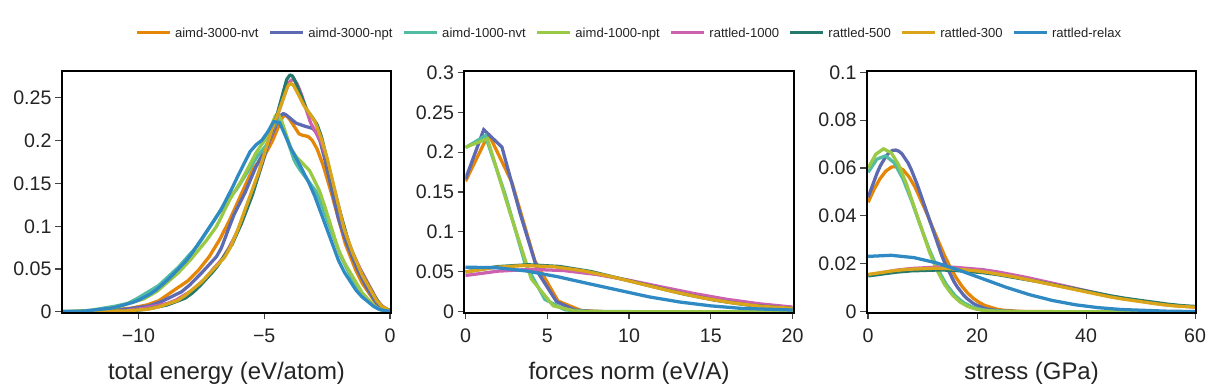 aimd-3000-nvt aimd-3000-npt aimd-1000-nvt aimd-1000-npt rattled-1000 rattled-500 rattled-300 rattled-relax
0.25
0.2
0.15
0.1
0.05
0
−10 −5 0
total energy (eV/atom)
0.3
0.25
0.2
0.15
0.1
0.05
0
0 5 10 15 20
forces norm (eV/A)
0.1
0.08
0.06
0.04
0.02
0
0 20 40 60
stress (GPa)